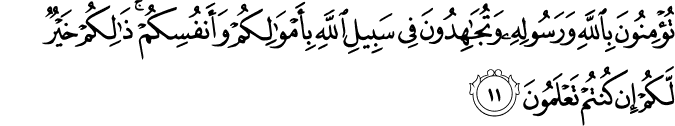 تُؤْمِنُونَ بِٱللَّهِ وَرَسُولِهِۦ وَتُجَٰهِدُونَ فِى سَبِيلِ ٱللَّهِ بِأَمْوَٰلِكُمْ وَأَنفُسِكُمْ ۚ ذَٰلِكُمْ خَيْرٌ
لَّكُمْ إِن كُنتُمْ تَعْلَمُونَ ١١